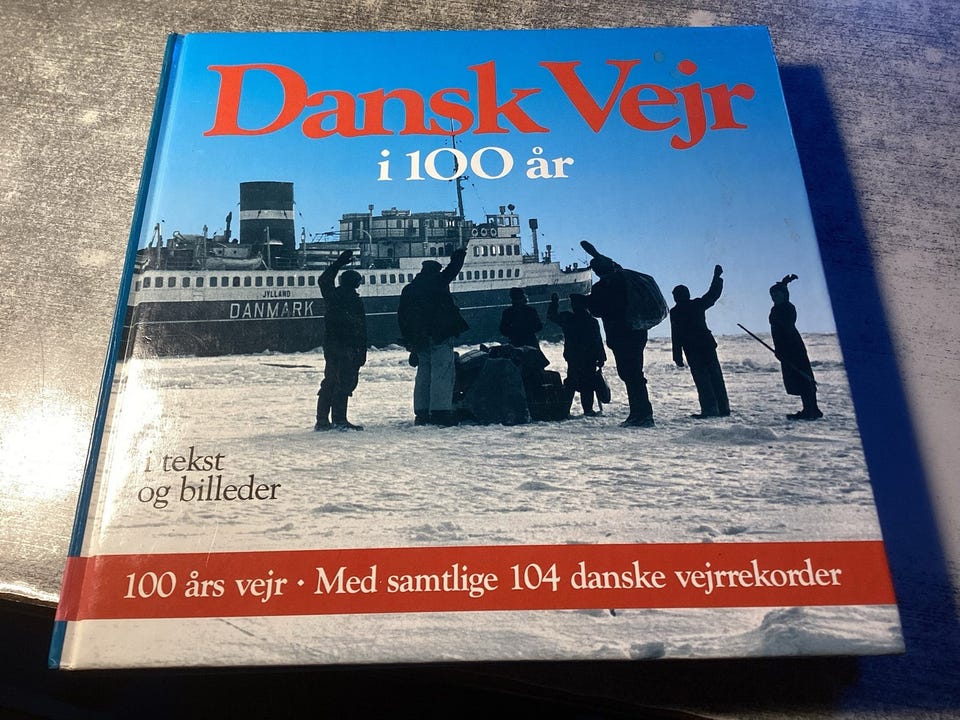 Dansk Vejr
i 100 år
JYLLAND
DANMARK
i tekst
og billeder
100 års vejr · Med samtlige 104 danske vejrrekorder